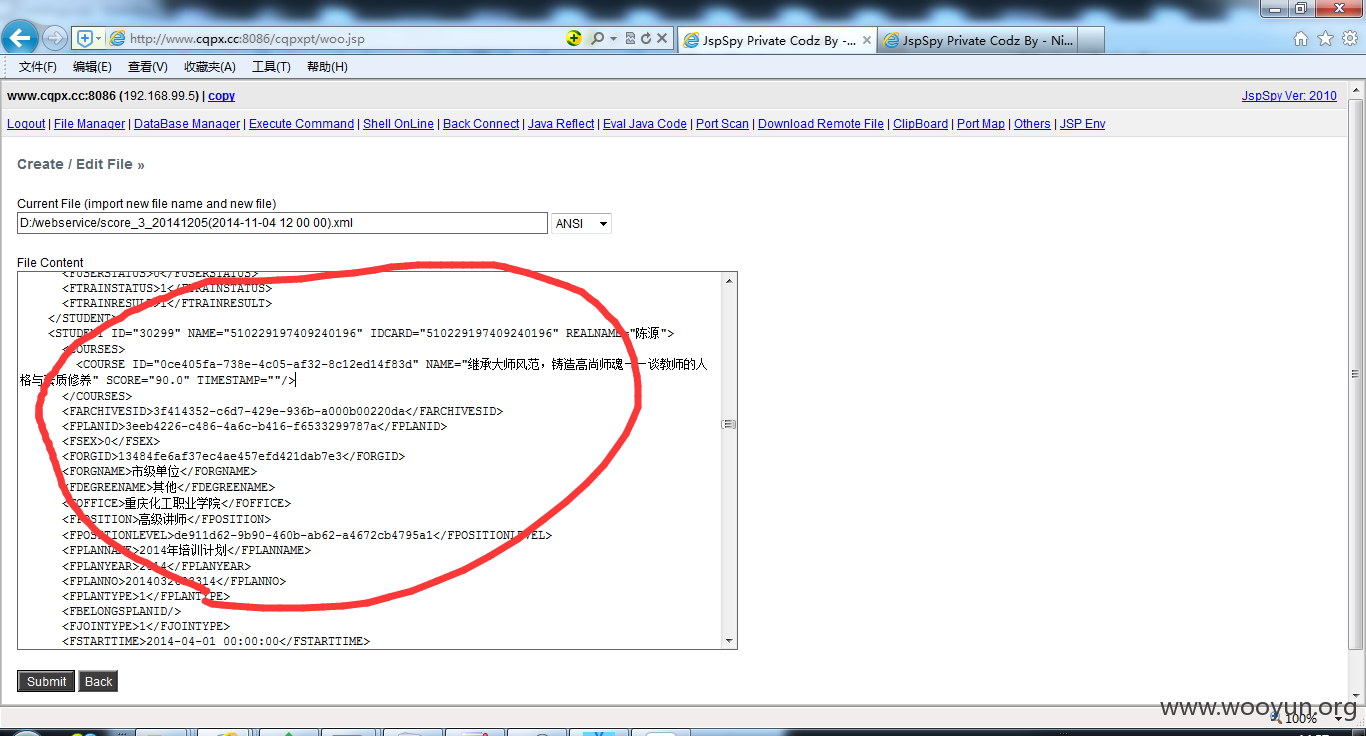 http://www.cqpx.cc:8086/cqpxpt/woo.jsp
JspSpy Private Codz By -...
JspSpy Private Codz By - Ni...
文件(F) 编辑(E) 查看(V) 收藏夹(A) 工具(T) 帮助(H)
www.cqpx.cc:8086 (192.168.99.5) | copy
JspSpy Ver: 2010
Logout | File Manager | DataBase Manager | Execute Command | Shell OnLine | Back Connect | Java Reflect | Eval Java Code | Port Scan | Download Remote File | ClipBoard | Port Map | Others | JSP Env
Create / Edit File »
Current File (import new file name and new file)
D:/webservice/score_3_20141205(2014-11-04 12 00 00).xml
ANSI
File Content
<FUSERSTATUS>0</FUSERSTATUS>
<FTRAINSTATUS>1</FTRAINSTATUS>
<FTRAINRESULT>1</FTRAINRESULT>
</STUDENT>
<STUDENT ID="30299" NAME="510229197409240196" IDCARD="510229197409240196" REALNAME="陈源">
<COURSES>
<COURSE ID="0ce405fa-738e-4c05-af32-8c12ed14f83d" NAME="继承大师风范，铸造高尚师魂——谈教师的人
格与素质修养" SCORE="90.0" TIMESTAMP=""/>
</COURSES>
<FARCHIVESID>3f414352-c6d7-429e-936b-a000b00220da</FARCHIVESID>
<FPLANID>3eeb4226-c486-4a6c-b416-f6533299787a</FPLANID>
<FSEX>0</FSEX>
<FORGID>13484fe6af37ec4ae457efd421dab7e3</FORGID>
<FORGNAME>市级单位</FORGNAME>
<FDEGREENAME>其他</FDEGREENAME>
<FOFFICE>重庆化工职业学院</FOFFICE>
<FPOSITION>高级讲师</FPOSITION>
<FPOSITIONLEVEL>de911d62-9b90-460b-ab62-a4672cb4795a1</FPOSITIONLEVEL>
<FPLANNAME>2014年培训计划</FPLANNAME>
<FPLANYEAR>2014</FPLANYEAR>
</FPLANNO>
<FPLANTYPE>1</FPLANTYPE>
<FBELONGSPLANID/>
<FJOINTYPE>1</FJOINTYPE>
<FSTARTTIME>2014-04-01 00:00:00</FSTARTTIME>
Submit Back
www.wooyun.org
100%